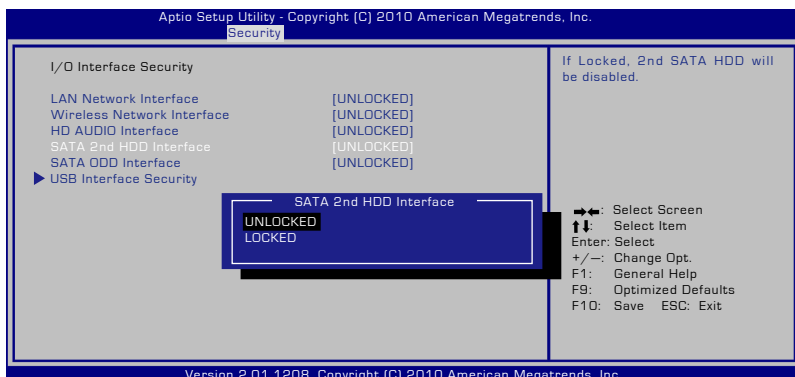 Aptio Setup Utility - Copyright (C) 2010 American Megatrends, Inc.
Security
I/O Interface Security
LAN Network Interface [UNLOCKED]
Wireless Network Interface [UNLOCKED]
HD AUDIO Interface [UNLOCKED]
SATA 2nd HDD Interface [UNLOCKED]
SATA ODD Interface [UNLOCKED]
USB Interface Security
SATA 2nd HDD Interface
UNLOCKED
LOCKED
If Locked, 2nd SATA HDD will
be disabled.
→←: Select Screen
↑↓: Select Item
Enter: Select
+/—: Change Opt.
F1: General Help
F9: Optimized Defaults
F10: Save ESC: Exit
Version 2.01.1208. Copyright (C) 2010 American Megatrends, Inc.